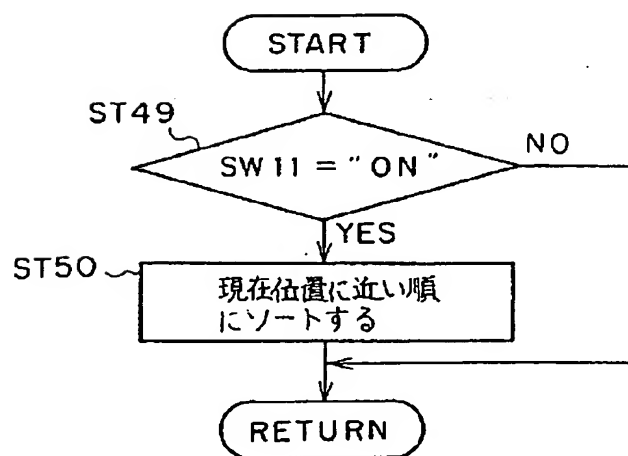 START
ST49
SW11="ON"
NO
YES
ST50
現在位置に近い順
にソートする
RETURN